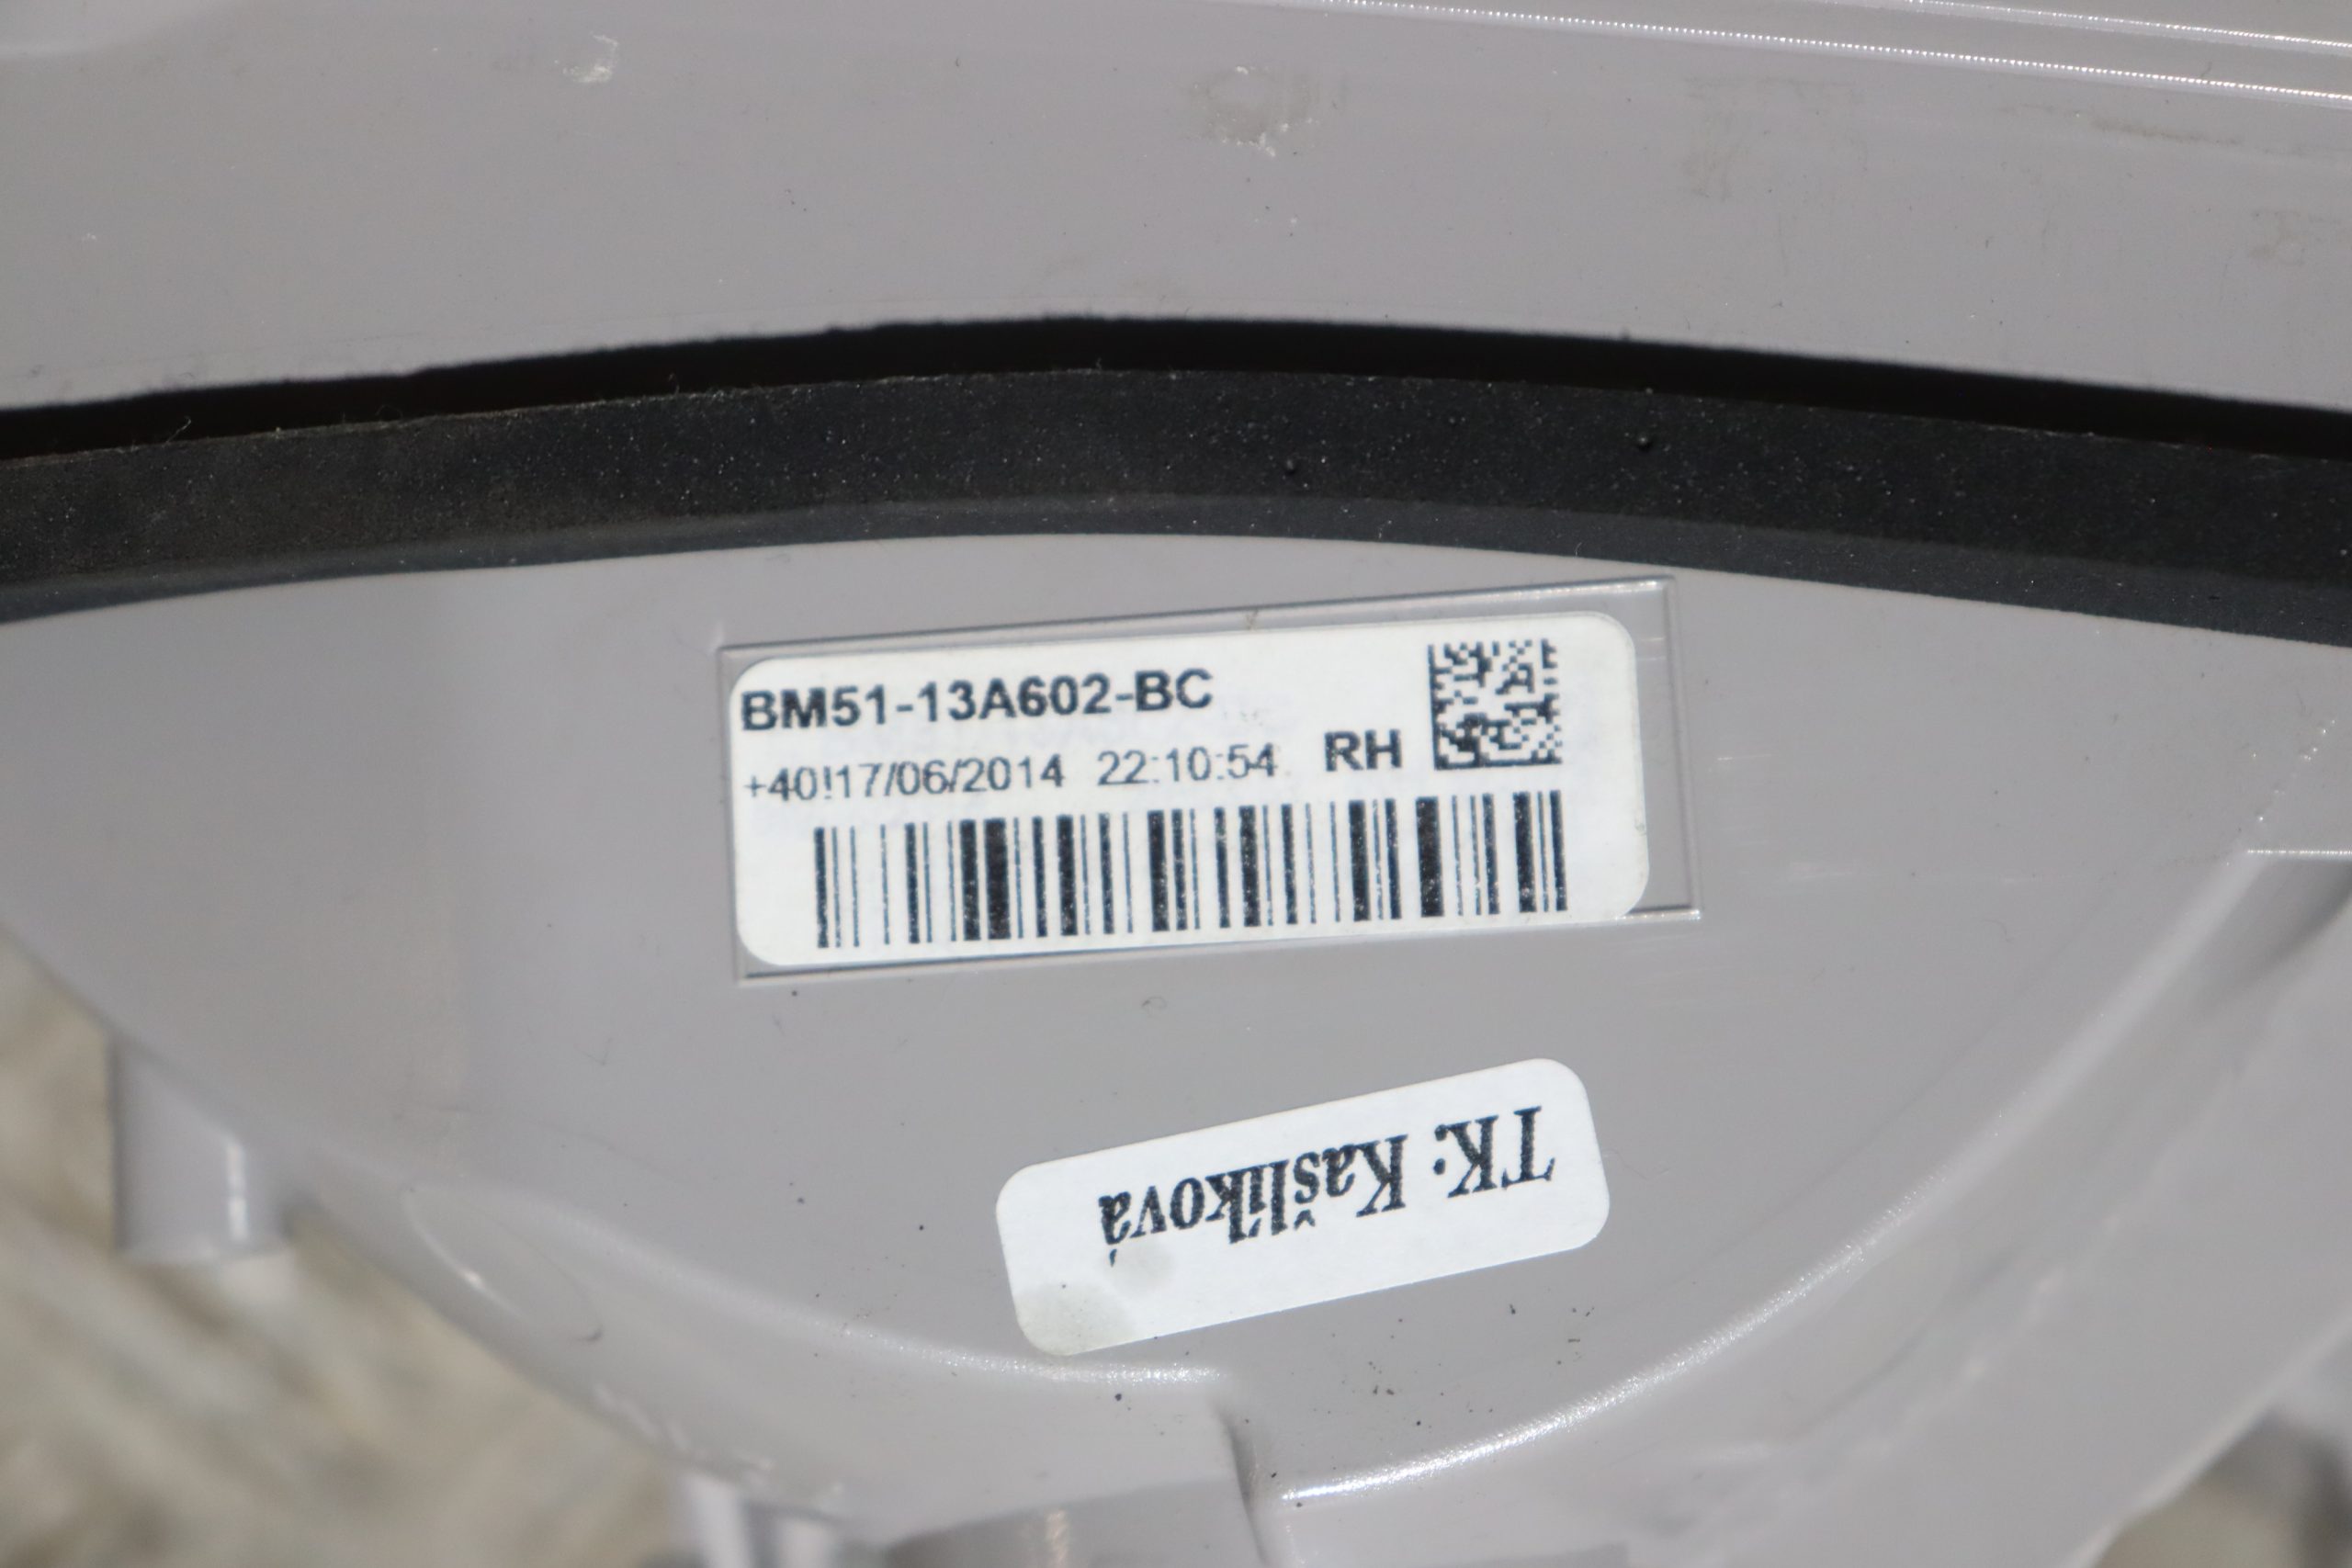 BM51-13A602-BC
+40!17/06/2014 22:10:54 RH
TK: Kašlíková